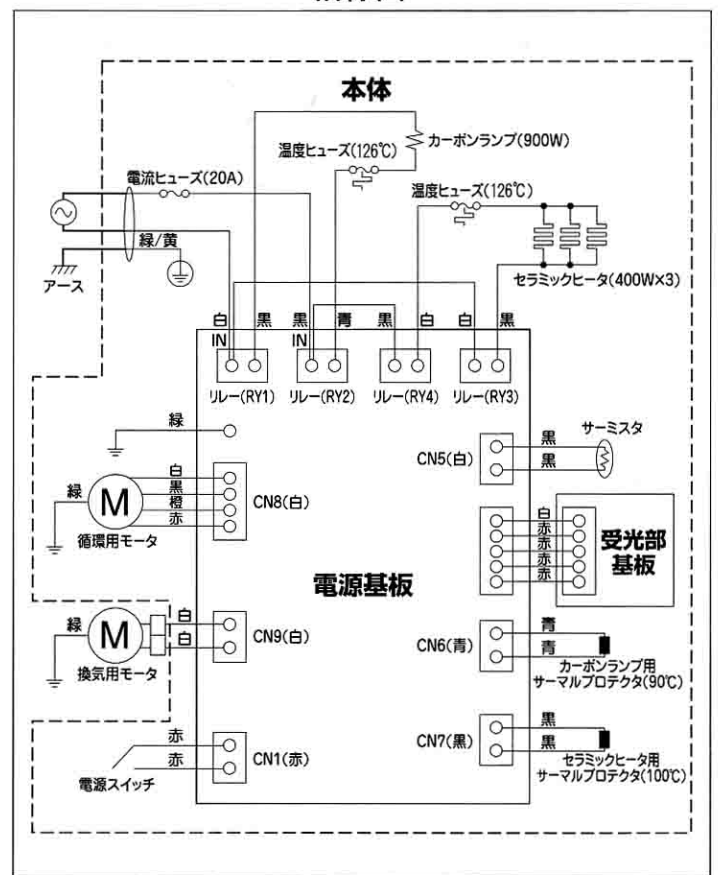 本体
カーボンランプ(900W)
温度ヒューズ(126℃)
電流ヒューズ(20A)
温度ヒューズ(126℃)
緑/黄
アース
セラミックヒータ(400W×3)
白 黒 黒 青 黒 白 白 黒
IN IN
リレー(RY1) リレー(RY2) リレー(RY4) リレー(RY3)
緑
サーミスタ
黒
黒
CN5(白)
白
黒
橙
赤
緑
M
CN8(白)
循環用モータ
白
赤
赤
赤
赤
受光部
基板
電源基板
緑
M
白
白
CN9(白)
換気用モータ
青
青
CN6(青)
カーボンランプ用
サーマルプロテクタ(90℃)
赤
赤
CN1(赤)
電源スイッチ
黒
黒
CN7(黒)
セラミックヒータ用
サーマルプロテクタ(100℃)